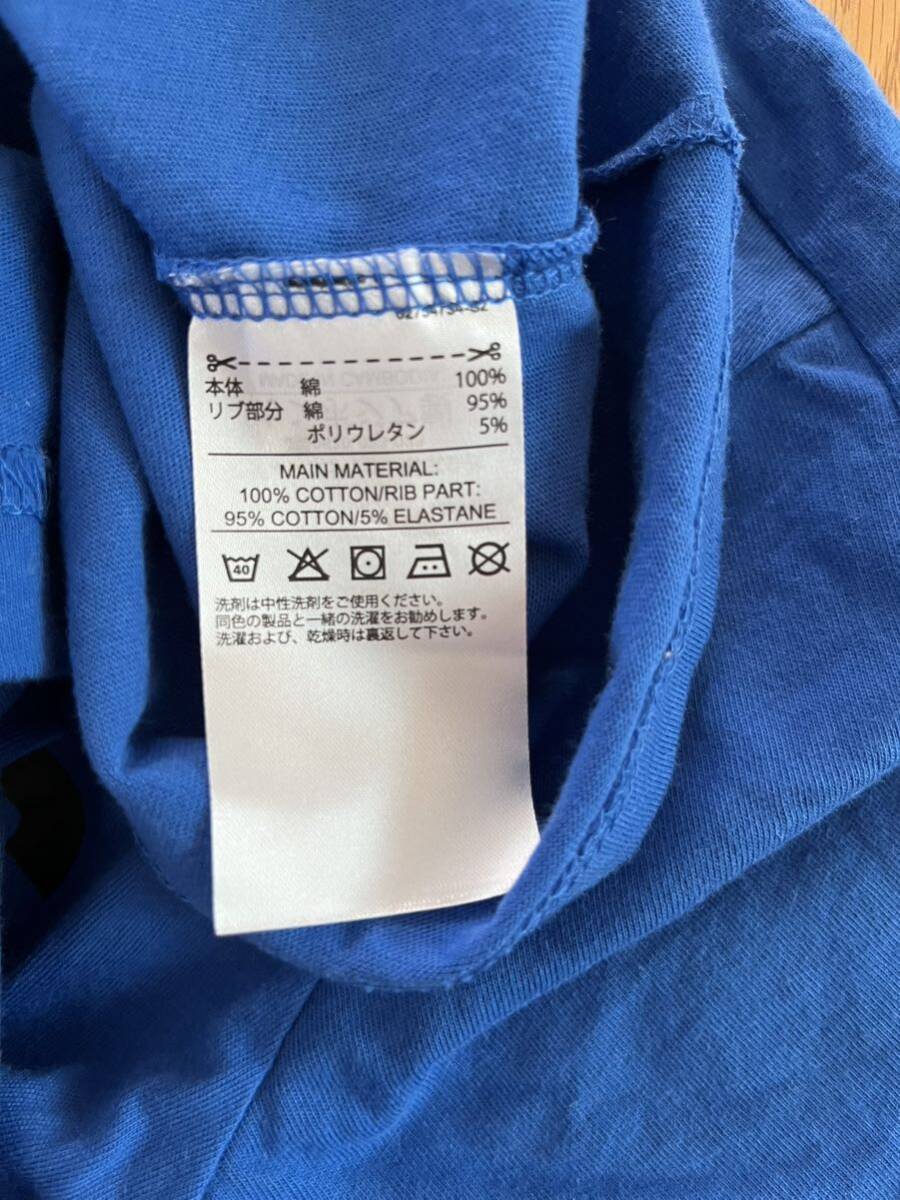 本体 綿 100%
リブ部分 綿 95%
ポリウレタン 5%
MAIN MATERIAL:
100% COTTON/RIB PART:
95% COTTON/5% ELASTANE
40
洗剤は中性洗剤をご使用ください。
同色の製品と一緒の洗濯をお勧めします。
洗濯および、乾燥時は裏返して下さい。